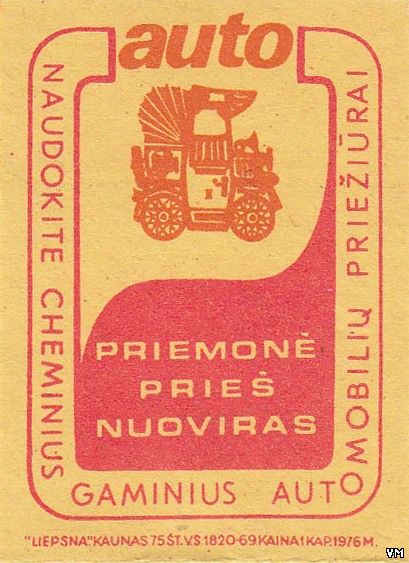 auto
NAUDOKITE CHEMINIUS GAMINIUS AUTOMOBILIŲ PRIEŽIŪRAI
PRIEMONĖ
PRIEŠ
NUOVIRAS
"LIEPSNA" KAUNAS 75 ŠT. V.S. 1820-69 KAINA 1 KAP. 1976 M.
VM